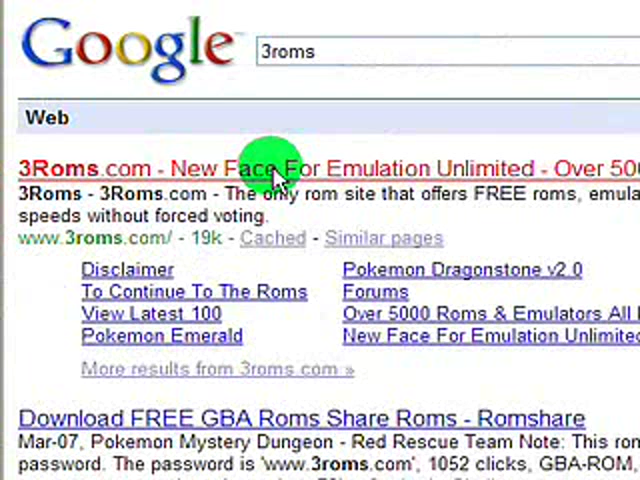 Google
3roms
Web
3Roms.com - New Face For Emulation Unlimited - Over 500
3Roms - 3Roms.com - The only rom site that offers FREE roms, emula
speeds without forced voting.
www.3roms.com/ - 19k - Cached - Similar pages
Disclaimer Pokemon Dragonstone v2.0
To Continue To The Roms Forums
View Latest 100 Over 5000 Roms & Emulators All
Pokemon Emerald New Face For Emulation Unlimited
More results from 3roms.com »
Download FREE GBA Roms Share Roms - Romshare
Mar-07, Pokemon Mystery Dungeon - Red Rescue Team Note: This rom
password. The password is 'www.3roms.com', 1052 clicks, GBA-ROM,